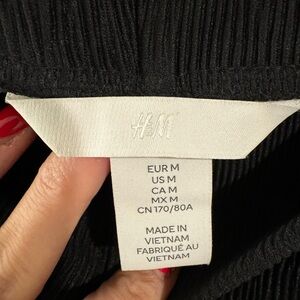 H&M
EUR M
US M
CA M
MX M
CN 170/80A
MADE IN
VIETNAM
FABRIQUÉ AU
VIETNAM